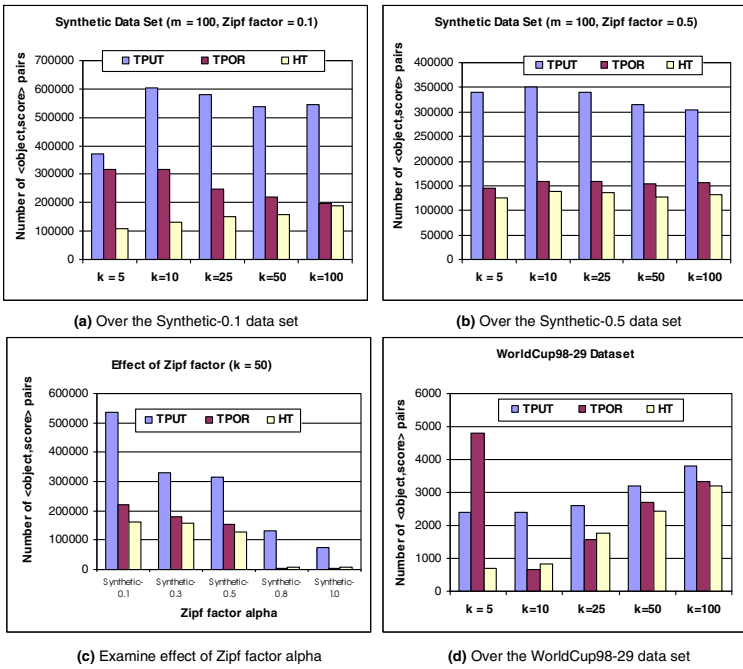 Synthetic Data Set (m = 100, Zipf factor = 0.1)
Number of <object,score> pairs
700000
600000
500000
400000
300000
200000
100000
0
TPUT TPOR HT
k = 5 k=10 k=25 k=50 k=100
(a) Over the Synthetic-0.1 data set
Synthetic Data Set (m = 100, Zipf factor = 0.5)
Number of <object,score> pairs
400000
350000
300000
250000
200000
150000
100000
50000
0
TPUT TPOR HT
k = 5 k=10 k=25 k=50 k=100
(b) Over the Synthetic-0.5 data set
Effect of Zipf factor (k = 50)
Number of <object,score> pairs
600000
500000
400000
300000
200000
100000
0
TPUT TPOR HT
Synthetic- Synthetic- Synthetic- Synthetic- Synthetic-
0.1 0.3 0.5 0.8 1.0
Zipf factor alpha
(c) Examine effect of Zipf factor alpha
WorldCup98-29 Dataset
Number of <object,score> pairs
6000
5000
4000
3000
2000
1000
0
TPUT TPOR HT
k = 5 k=10 k=25 k=50 k=100
(d) Over the WorldCup98-29 data set